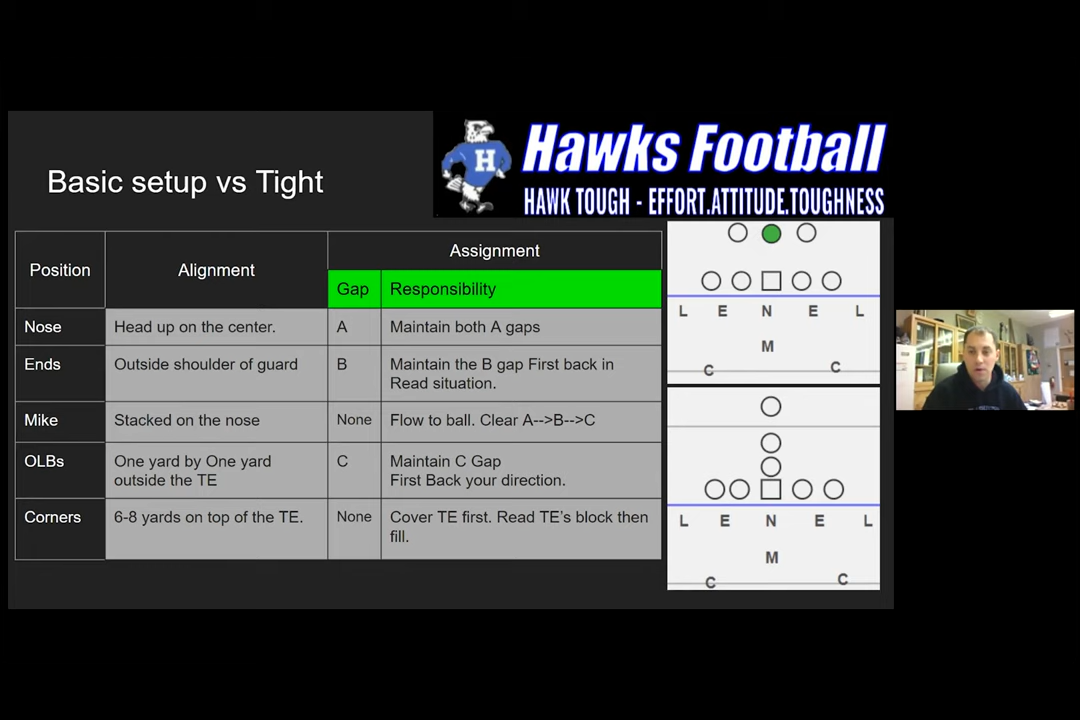 Hawks Football
HAWK TOUGH - EFFORT.ATTITUDE.TOUGHNESS
H
Basic setup vs Tight
Position
Alignment
Assignment
Gap
Responsibility
Nose
Head up on the center.
A
Maintain both A gaps
Ends
Outside shoulder of guard
B
Maintain the B gap First back in
Read situation.
Mike
Stacked on the nose
None
Flow to ball. Clear A-->B-->C
OLBs
One yard by One yard
outside the TE
C
Maintain C Gap
First Back your direction.
Corners
6-8 yards on top of the TE.
None
Cover TE first. Read TE's block then
fill.
L E N E L
M
C C
L E N E L
M
C C